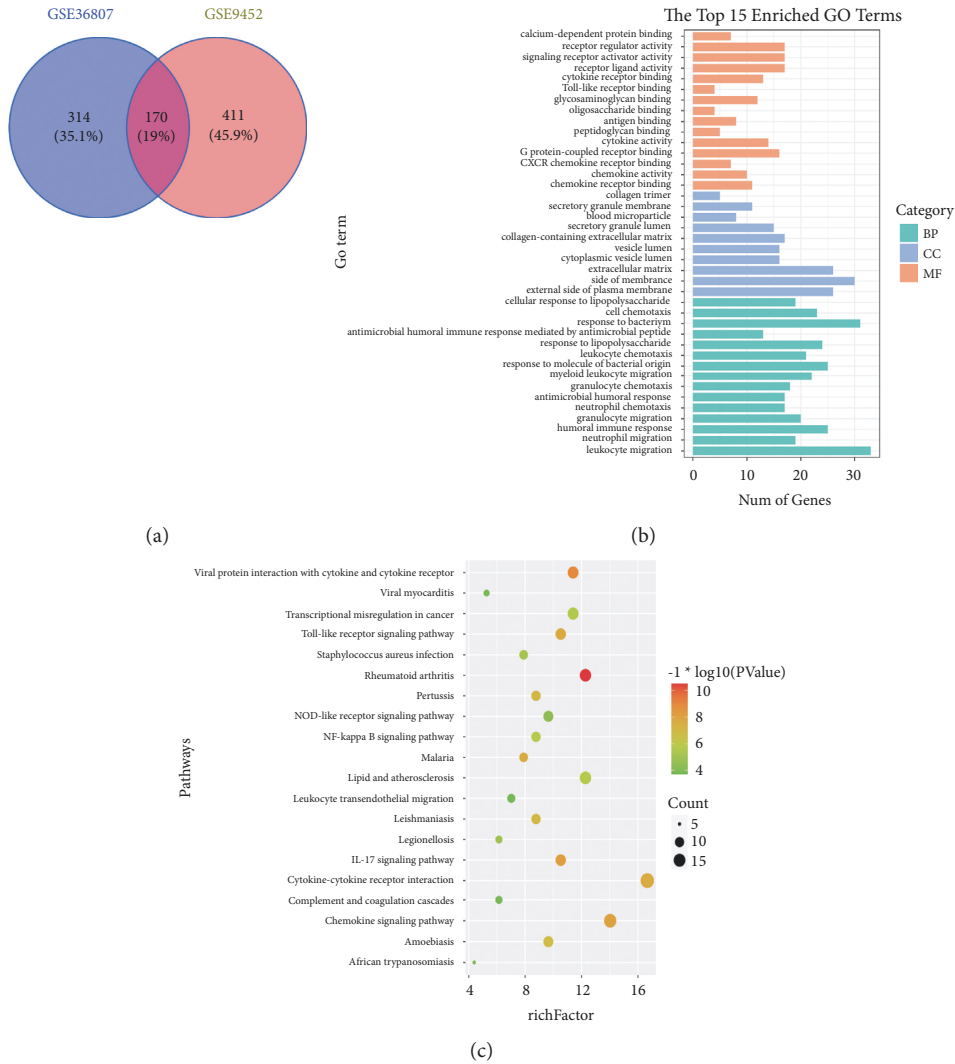 GSE36807
GSE9452
314
(35.1%)
170
(19%)
411
(45.9%)
(a)
The Top 15 Enriched GO Terms
Go term
calcium-dependent protein binding
receptor regulator activity
signaling receptor activator activity
receptor ligand activity
cytokine receptor binding
Toll-like receptor binding
glycosaminoglycan binding
oligosaccharide binding
antigen binding
peptidoglycan binding
cytokine activity
G protein-coupled receptor binding
CXCR chemokine receptor binding
chemokine activity
chemokine receptor binding
collagen trimer
secretory granule membrane
blood microparticle
secretory granule lumen
collagen-containing extracellular matrix
vesicle lumen
cytoplasmic vesicle lumen
extracellular matrix
side of membrance
external side of plasma membrane
cellular response to lipopolysaccharide
cell chemotaxis
response to bacteriym
antimicrobial humoral immune response mediated by antimicrobial peptide
response to lipopolysaccharide
leukocyte chemotaxis
response to molecule of bacterial origin
myeloid leukocyte migration
granulocyte chemotaxis
antimicrobial humoral response
neutrophil chemotaxis
granulocyte migration
humoral immune response
neutrophil migration
leukocyte migration
0 10 20 30
Num of Genes
Category
BP
CC
MF
(b)
Pathways
Viral protein interaction with cytokine and cytokine receptor
Viral myocarditis
Transcriptional misregulation in cancer
Toll-like receptor signaling pathway
Staphylococcus aureus infection
Rheumatoid arthritis
Pertussis
NOD-like receptor signaling pathway
NF-kappa B signaling pathway
Malaria
Lipid and atherosclerosis
Leukocyte transendothelial migration
Leishmaniasis
Legionellosis
IL-17 signaling pathway
Cytokine-cytokine receptor interaction
Complement and coagulation cascades
Chemokine signaling pathway
Amoebiasis
African trypanosomiasis
4 8 12 16
richFactor
-1 * log10(PValue)
10
8
6
4
Count
5
10
15
(c)